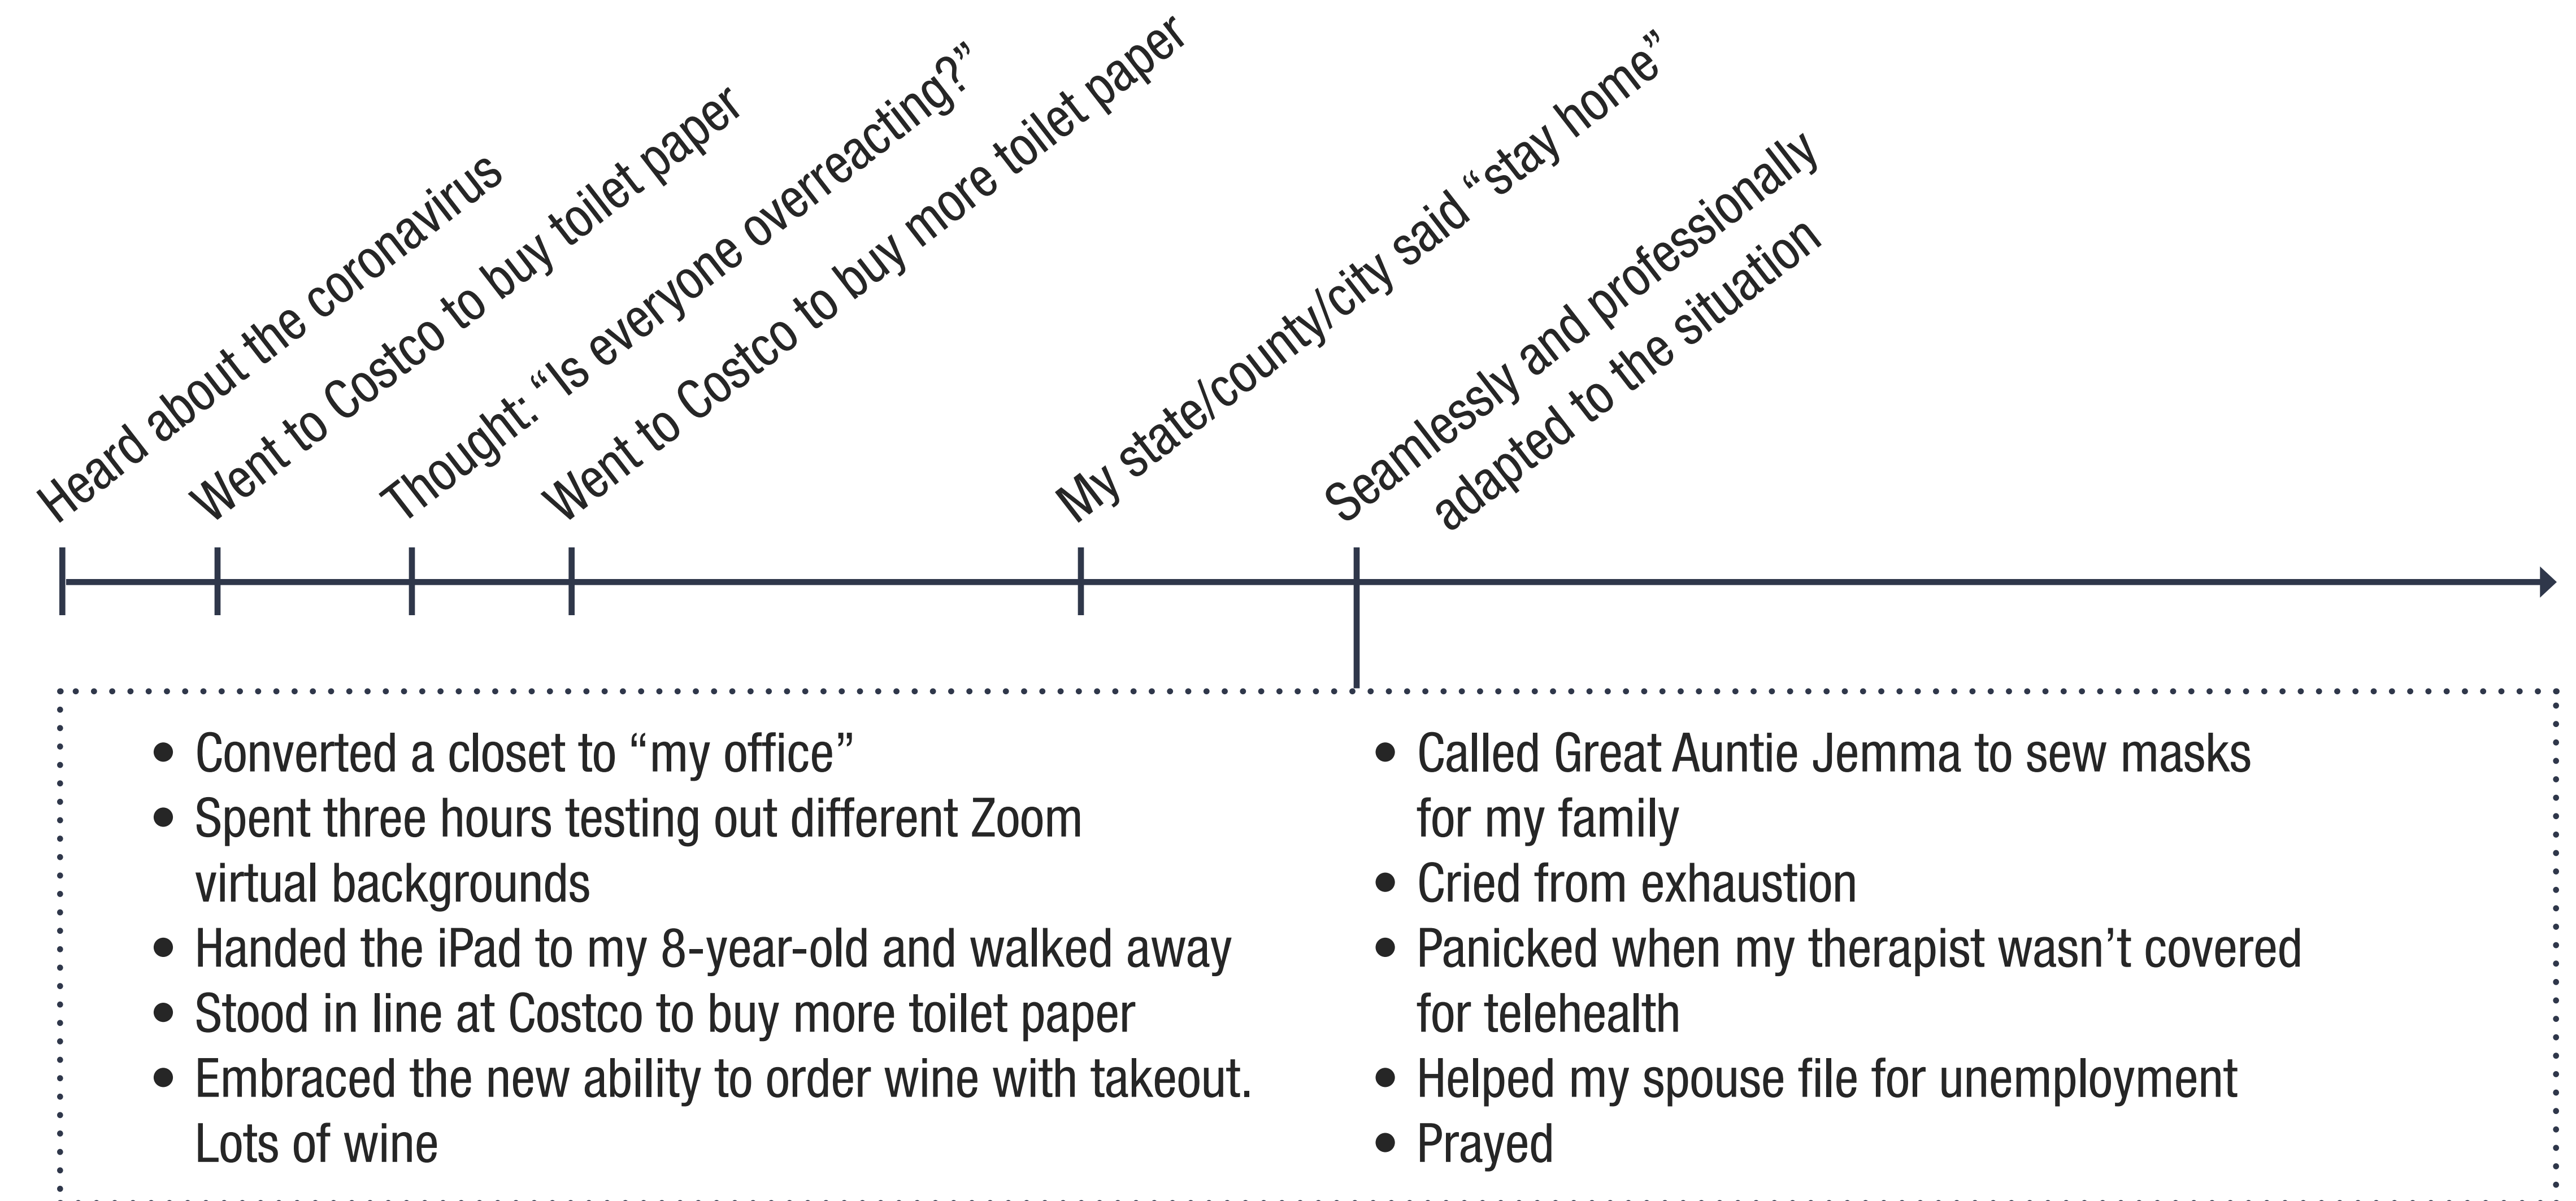 Heard about the coronavirus
Went to Costco to buy toilet paper
Thought: “Is everyone overreacting?”
Went to Costco to buy more toilet paper
My state/county/city said “stay home”
Seamlessly and professionally
adapted to the situation
• Converted a closet to “my office”
• Spent three hours testing out different Zoom
virtual backgrounds
• Handed the iPad to my 8-year-old and walked away
• Stood in line at Costco to buy more toilet paper
• Embraced the new ability to order wine with takeout.
Lots of wine
• Called Great Auntie Jemma to sew masks
for my family
• Cried from exhaustion
• Panicked when my therapist wasn’t covered
for telehealth
• Helped my spouse file for unemployment
• Prayed